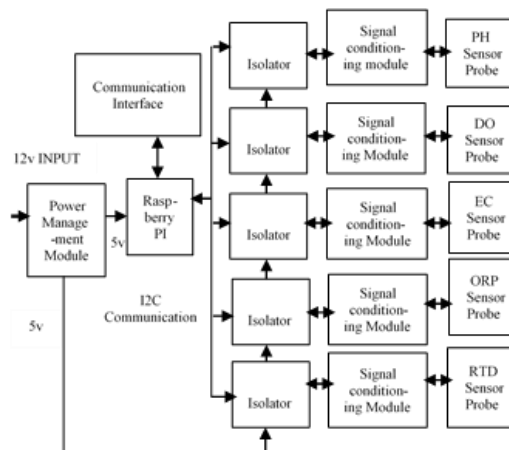 Communication
Interface
12v INPUT
Power
Manage
-ment
Module
5v
Rasp-
berry
PI
5v
I2C
Communication
Isolator
Signal
condition-
ing module
PH
Sensor
Probe
Isolator
Signal
condition-
ing Module
DO
Sensor
Probe
Isolator
Signal
condition-
ing Module
EC
Sensor
Probe
Isolator
Signal
condition-
ing Module
ORP
Sensor
Probe
Isolator
Signal
condition-
ing Module
RTD
Sensor
Probe